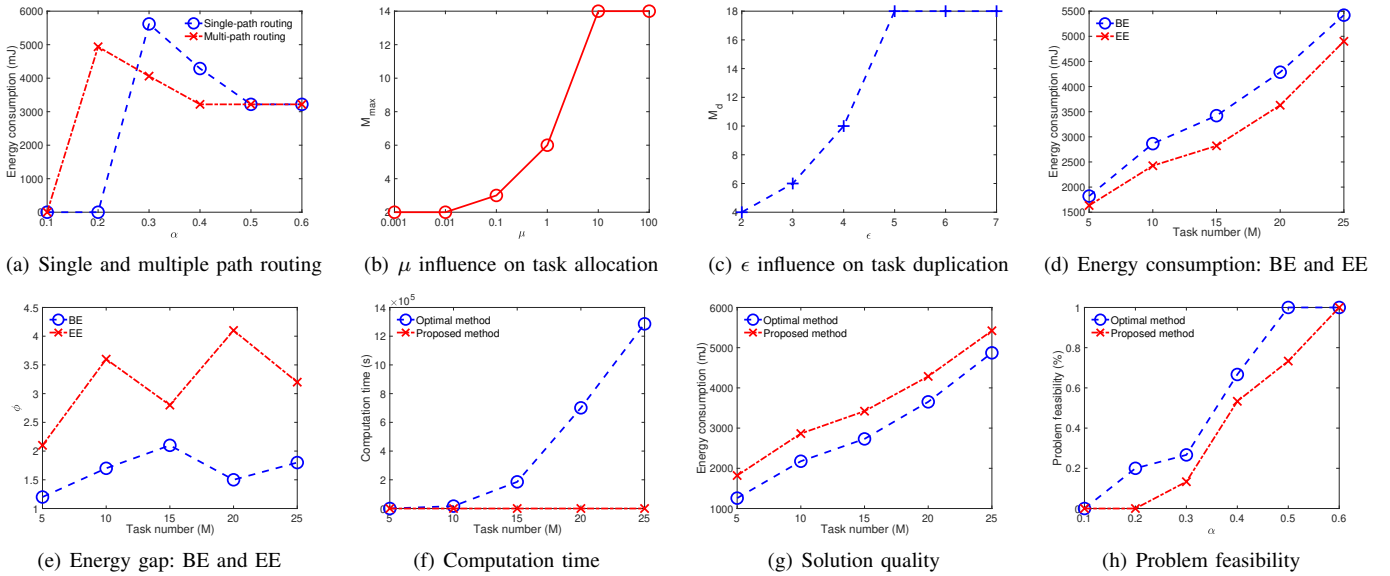 Single-path routing
Multi-path routing
Energy consumption (mJ)
6000
5000
4000
3000
2000
1000
0
0.1 0.2 0.3 0.4 0.5 0.6
α
(a) Single and multiple path routing
M_max
14
12
10
8
6
4
2
0.001 0.01 0.1 1 10 100
μ
(b) μ influence on task allocation
M_d
18
16
14
12
10
8
6
4
2 3 4 5 6 7
ϵ
(c) ϵ influence on task duplication
BE
EE
Energy consumption (mJ)
5500
5000
4500
4000
3500
3000
2500
2000
1500
5 10 15 20 25
Task number (M)
(d) Energy consumption: BE and EE
BE
EE
ϕ
4.5
4
3.5
3
2.5
2
1.5
1
5 10 15 20 25
Task number (M)
(e) Energy gap: BE and EE
×10⁵
Optimal method
Proposed method
Computation time (s)
14
12
10
8
6
4
2
0
5 10 15 20 25
Task number (M)
(f) Computation time
Optimal method
Proposed method
Energy consumption (mJ)
6000
5000
4000
3000
2000
1000
5 10 15 20 25
Task number (M)
(g) Solution quality
Optimal method
Proposed method
Problem feasibility (%)
1
0.8
0.6
0.4
0.2
0
0.1 0.2 0.3 0.4 0.5 0.6
α
(h) Problem feasibility